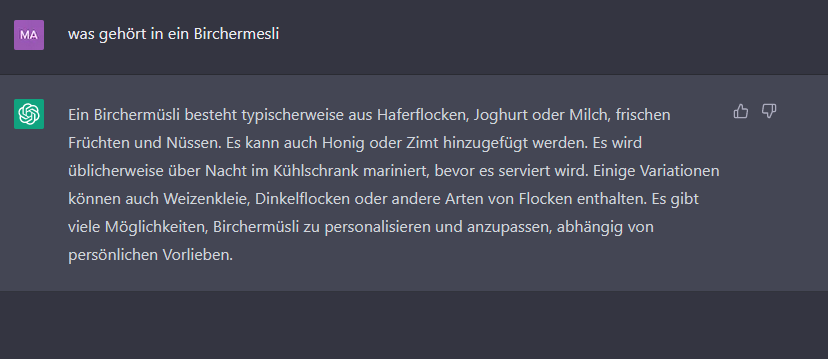 MA
was gehört in ein Birchermesli
Ein Birchermüsli besteht typischerweise aus Haferflocken, Joghurt oder Milch, frischen
Früchten und Nüssen. Es kann auch Honig oder Zimt hinzugefügt werden. Es wird
üblicherweise über Nacht im Kühlschrank mariniert, bevor es serviert wird. Einige Variationen
können auch Weizenkleie, Dinkelflocken oder andere Arten von Flocken enthalten. Es gibt
viele Möglichkeiten, Birchermüsli zu personalisieren und anzupassen, abhängig von
persönlichen Vorlieben.